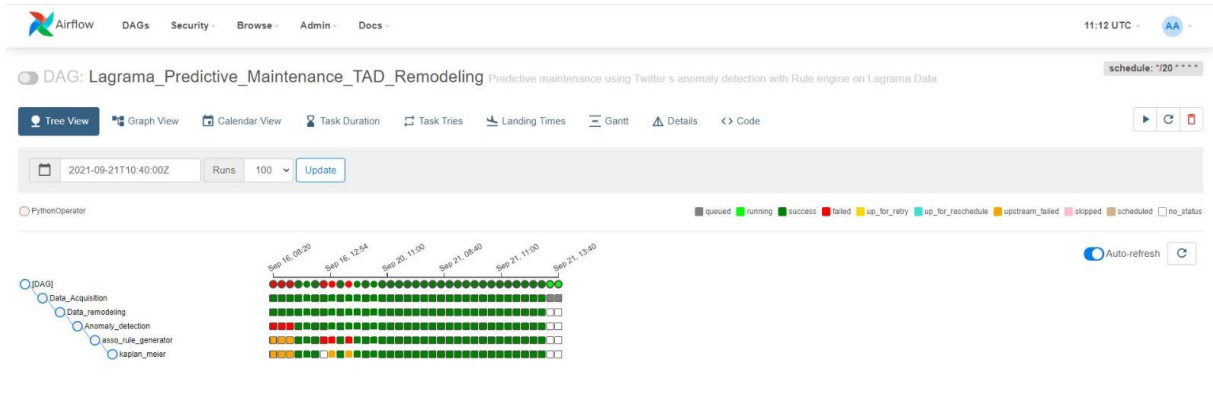 Airflow DAGs Security Browse Admin Docs 11:12 UTC AA
DAG: Lagrama_Predictive_Maintenance_TAD_Remodeling Predictive maintenance using Twitter s anomaly detection with Rule engine on Lagrama Data schedule: */20 * * * *
Tree View Graph View Calendar View Task Duration Task Tries Landing Times Gantt Details <> Code
2021-09-21T10:40:00Z Runs 100 Update
PythonOperator queued running success failed up_for_retry up_for_reschedule upstream_failed skipped scheduled no_status
Sep 16, 08:20 Sep 16, 12:54 Sep 20, 11:00 Sep 21, 08:40 Sep 21, 11:00 Sep 21, 13:40
Auto-refresh
[DAG]
Data_Acquisition
Data_remodeling
Anomaly_detection
asso_rule_generator
kaplan_meier